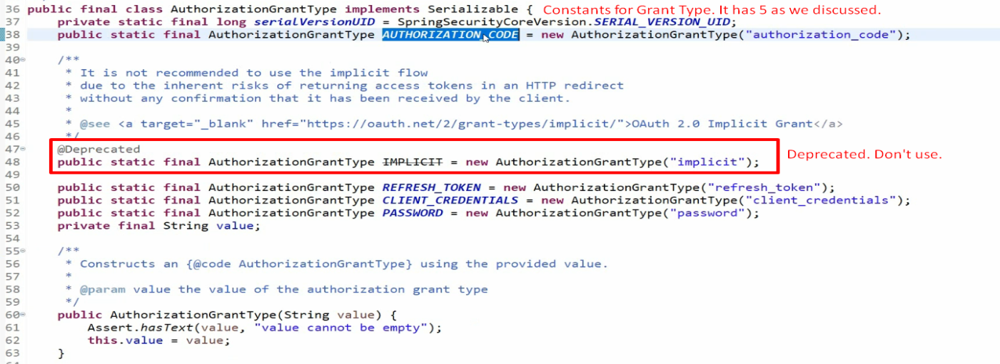 36 public final class AuthorizationGrantType implements Serializable { Constants for Grant Type. It has 5 as we discussed.
37     private static final long serialVersionUID = SpringSecurityCoreVersion.SERIAL_VERSION_UID;
38     public static final AuthorizationGrantType AUTHORIZATION_CODE = new AuthorizationGrantType("authorization_code");
39
40     /**
41      * It is not recommended to use the implicit flow
42      * due to the inherent risks of returning access tokens in an HTTP redirect
43      * without any confirmation that it has been received by the client.
44      *
45      * @see <a target="_blank" href="https://oauth.net/2/grant-types/implicit/">OAuth 2.0 Implicit Grant</a>
46      */
47     @Deprecated
48     public static final AuthorizationGrantType IMPLICIT = new AuthorizationGrantType("implicit"); Deprecated. Don't use.
49
50     public static final AuthorizationGrantType REFRESH_TOKEN = new AuthorizationGrantType("refresh_token");
51     public static final AuthorizationGrantType CLIENT_CREDENTIALS = new AuthorizationGrantType("client_credentials");
52     public static final AuthorizationGrantType PASSWORD = new AuthorizationGrantType("password");
53     private final String value;
54
55     /**
56      * Constructs an {@code AuthorizationGrantType} using the provided value.
57      *
58      * @param value the value of the authorization grant type
59      */
60     public AuthorizationGrantType(String value) {
61         Assert.hasText(value, "value cannot be empty");
62         this.value = value;
63     }